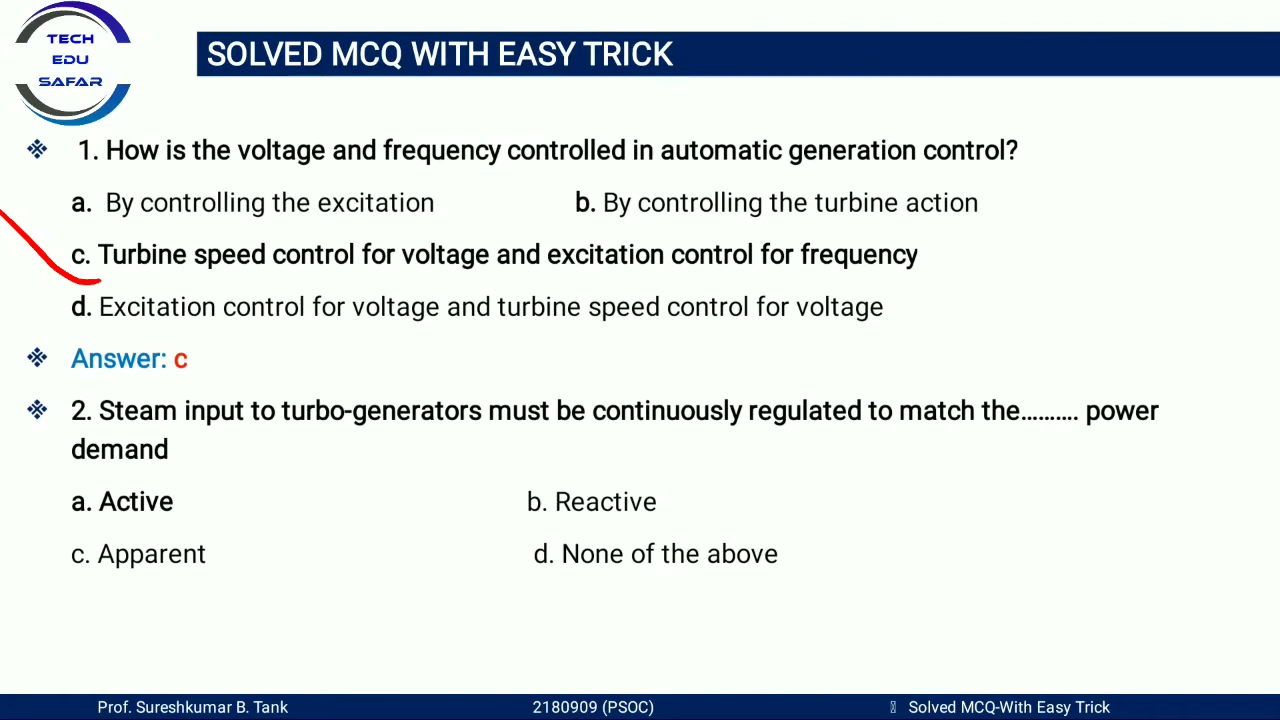 TECH
EDU
SAFAR
SOLVED MCQ WITH EASY TRICK
1. How is the voltage and frequency controlled in automatic generation control?
a. By controlling the excitation b. By controlling the turbine action
c. Turbine speed control for voltage and excitation control for frequency
d. Excitation control for voltage and turbine speed control for voltage
Answer: c
2. Steam input to turbo-generators must be continuously regulated to match the.......... power
demand
a. Active b. Reactive
c. Apparent d. None of the above
Prof. Sureshkumar B. Tank 2180909 (PSOC) Solved MCQ-With Easy Trick